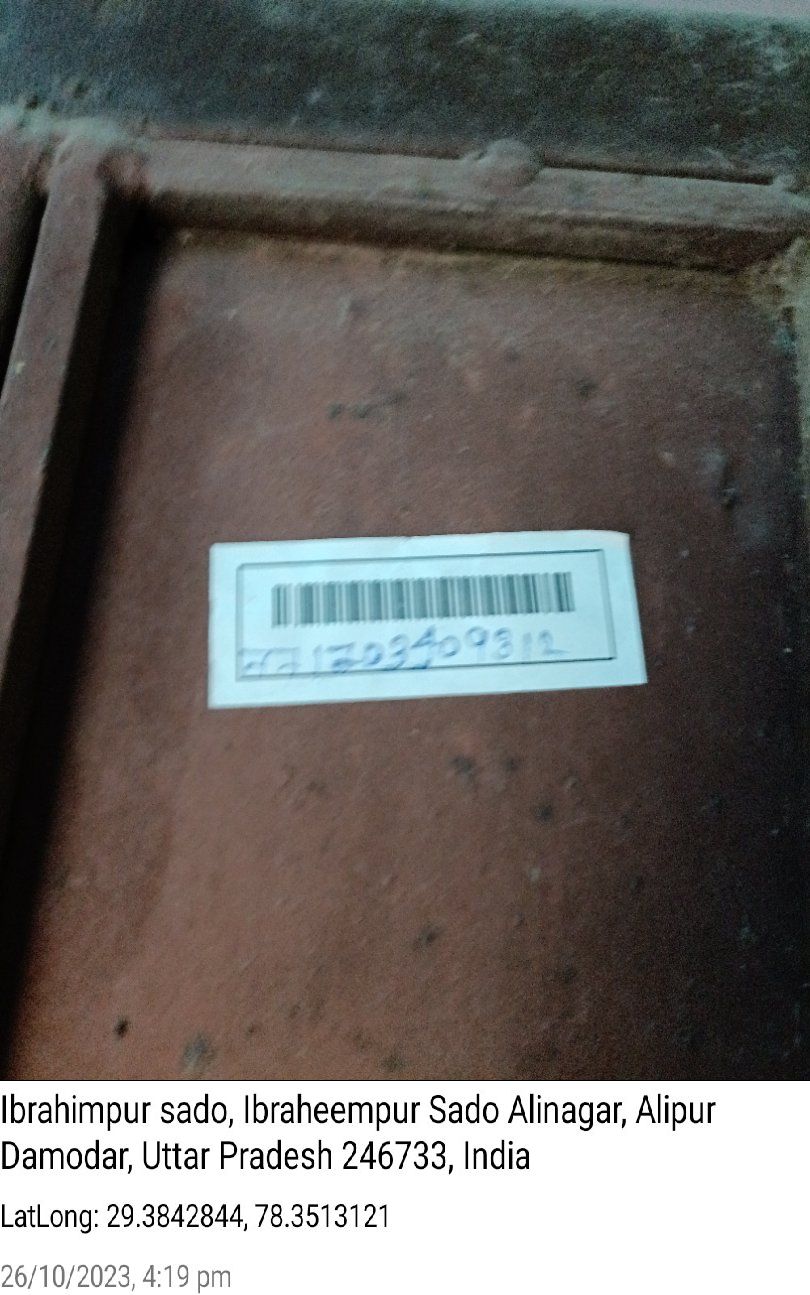 771703409312
Ibrahimpur sado, Ibraheempur Sado Alinagar, Alipur
Damodar, Uttar Pradesh 246733, India
LatLong: 29.3842844, 78.3513121
26/10/2023, 4:19 pm